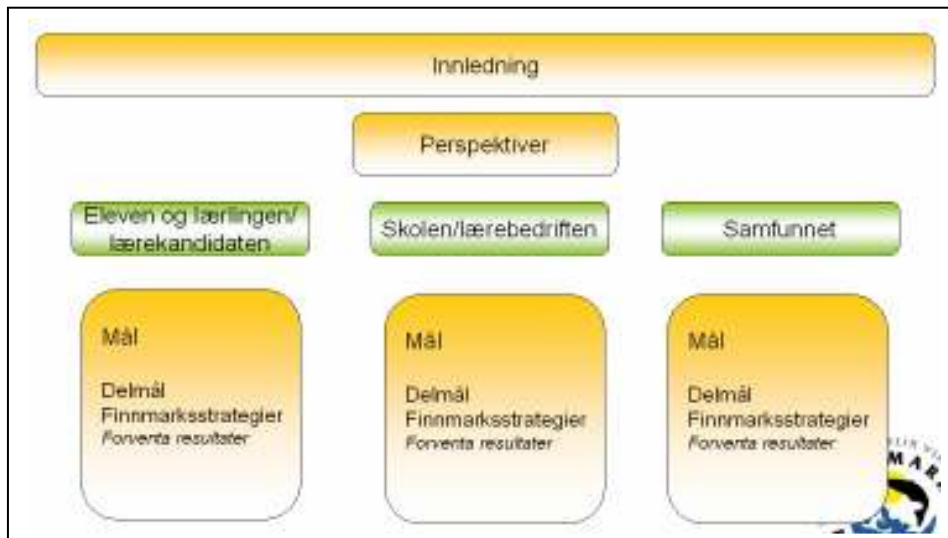 Innledning
Perspektiver
Eleven og lærlingen/
lærekandidaten
Skolen/lærebedriften
Samfunnet
Mål
Delmål
Finnmarksstrategier
Forventa resultater
Mål
Delmål
Finnmarksstrategier
Forventa resultater
Mål
Delmål
Finnmarksstrategier
Forventa resultater